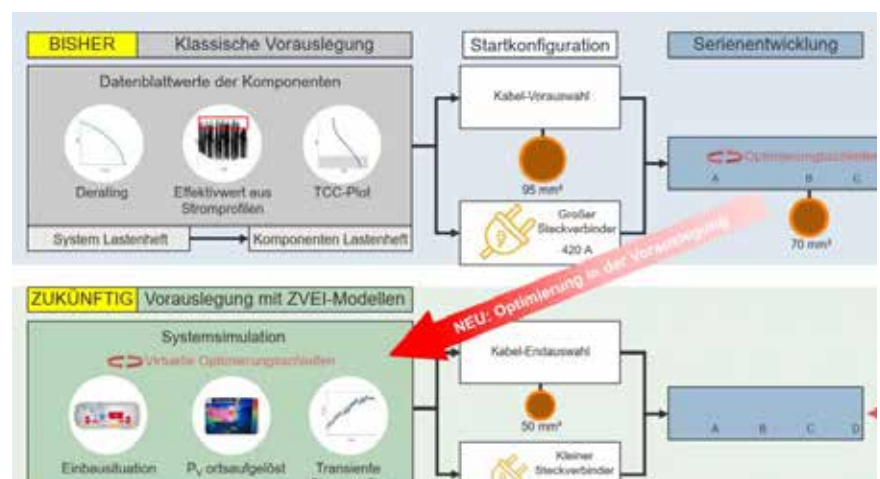 BISHER
Klassische Vorauslegung
Startkonfiguration
Serienentwicklung
Datenblattwerte der Komponenten
Kabel-Vorauswahl
Derating
Effektivwert aus
Stromprofilen
TCC-Plot
95 mm²
Optimierungsschleifen
A B C
System Lastenheft
Komponenten Lastenheft
Großer
Steckverbinder
420 A
70 mm²
NEU: Optimierung in der Vorauslegung
ZUKÜNFTIG
Vorauslegung mit ZVEI-Modellen
Systemsimulation
Virtuelle Optimierungsschleifen
Kabel-Endauswahl
50 mm²
A B C D
Einbausituation
Pv ortsaufgelöst
Transiente
Kleiner
Steckverbinder